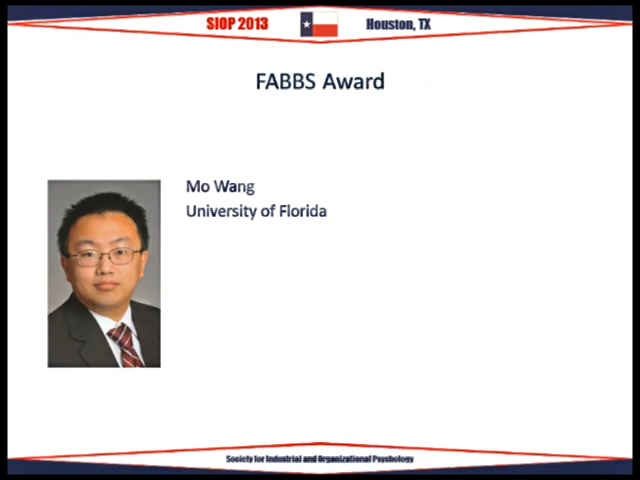 SIOP 2013 Houston, TX
FABBS Award
Mo Wang
University of Florida
Society for Industrial and Organizational Psychology